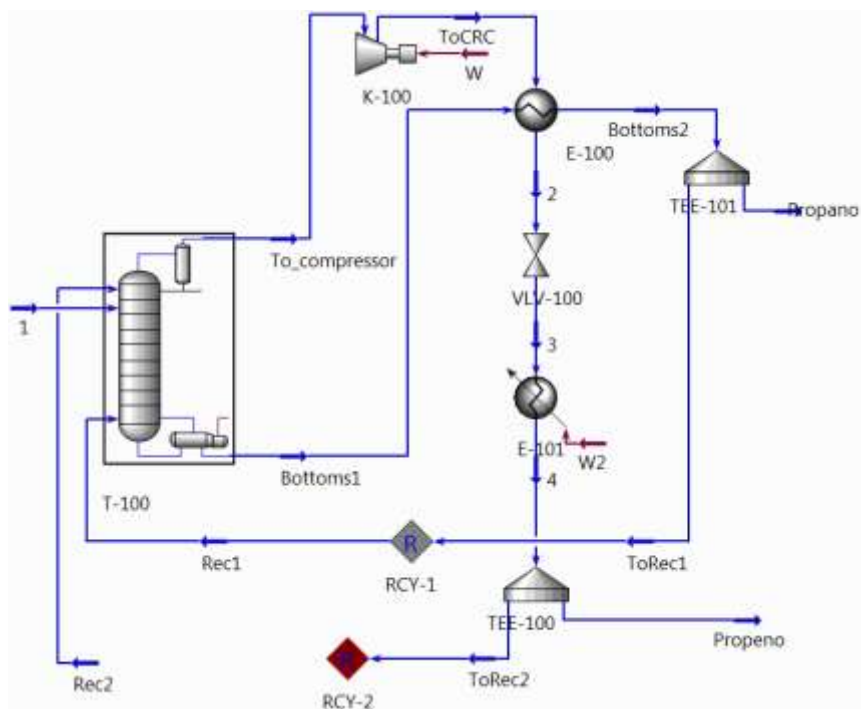 ToCRC
W
K-100
Bottoms2
E-100
TEE-101
Propano
2
To_compressor
VLV-100
1
3
E-101
W2
Bottoms1
4
T-100
R
Rec1
RCY-1
ToRec1
TEE-100
Propeno
R
Rec2
ToRec2
RCY-2